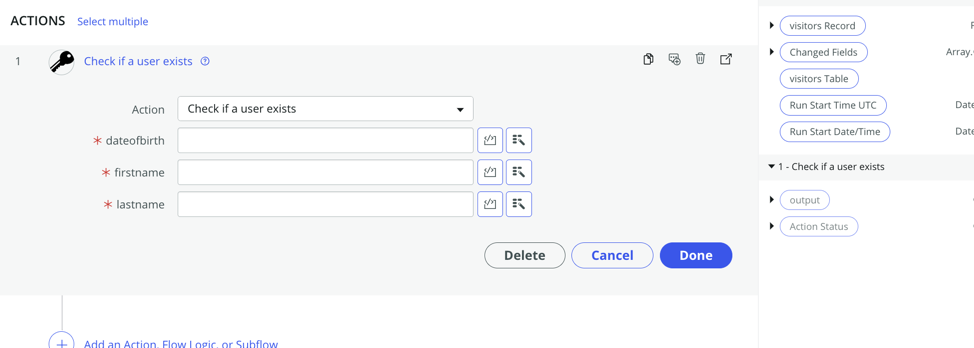 ACTIONS Select multiple
1 Check if a user exists
Action Check if a user exists
* dateofbirth
* firstname
* lastname
Delete Cancel Done
Add an Action, Flow Logic, or Subflow
visitors Record
Changed Fields Array.
visitors Table
Run Start Time UTC Date
Run Start Date/Time Date
1 - Check if a user exists
output
Action Status